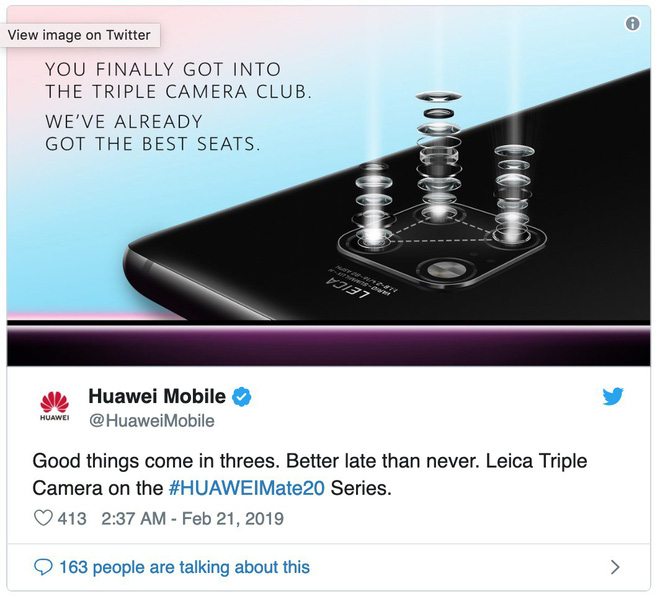 View image on Twitter
YOU FINALLY GOT INTO
THE TRIPLE CAMERA CLUB.
WE'VE ALREADY
GOT THE BEST SEATS.
LEICA
HUAWEI
Huawei Mobile
@HuaweiMobile
Good things come in threes. Better late than never. Leica Triple
Camera on the #HUAWEIMate20 Series.
413 2:37 AM - Feb 21, 2019
163 people are talking about this